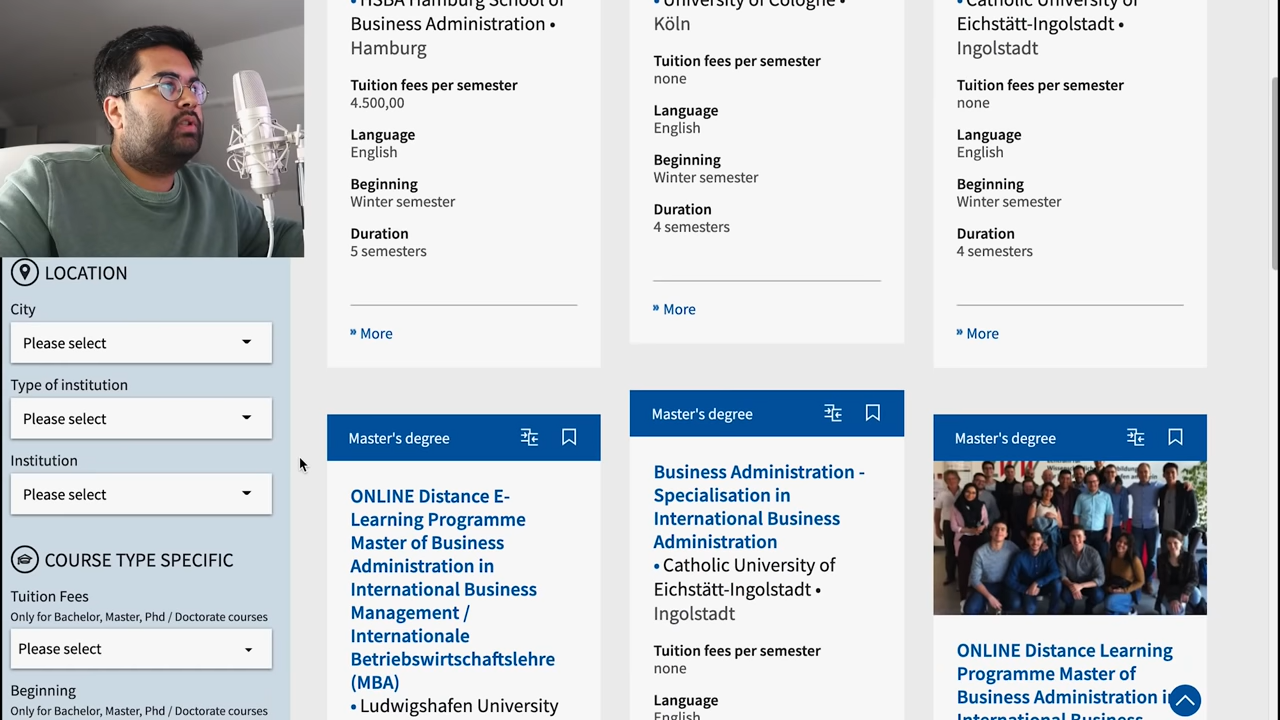 • HSBA Hamburg School of
Business Administration •
Hamburg
Tuition fees per semester
4.500,00
Language
English
Beginning
Winter semester
Duration
5 semesters
» More
• University of Cologne •
Köln
Tuition fees per semester
none
Language
English
Beginning
Winter semester
Duration
4 semesters
» More
• Catholic University of
Eichstätt-Ingolstadt •
Ingolstadt
Tuition fees per semester
none
Language
English
Beginning
Winter semester
Duration
4 semesters
» More
LOCATION
City
Please select
Type of institution
Please select
Institution
Please select
COURSE TYPE SPECIFIC
Tuition Fees
Only for Bachelor, Master, Phd / Doctorate courses
Please select
Beginning
Only for Bachelor, Master, Phd / Doctorate courses
Master's degree
ONLINE Distance E-
Learning Programme
Master of Business
Administration in
International Business
Management /
Internationale
Betriebswirtschaftslehre
(MBA)
• Ludwigshafen University
Master's degree
Business Administration -
Specialisation in
International Business
Administration
• Catholic University of
Eichstätt-Ingolstadt •
Ingolstadt
Tuition fees per semester
none
Language
English
Master's degree
ONLINE Distance Learning
Programme Master of
Business Administration in
International Business